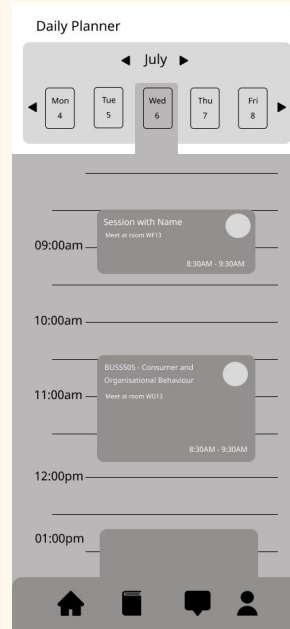 Daily Planner
July
Mon
4
Tue
5
Wed
6
Thu
7
Fri
8
Session with Name
Meet at room WF13
09:00am
8:30AM - 9:30AM
10:00am
BUSS505 - Consumer and
Organisational Behaviour
11:00am
Meet at room WG13
8:30AM - 9:30AM
12:00pm
01:00pm